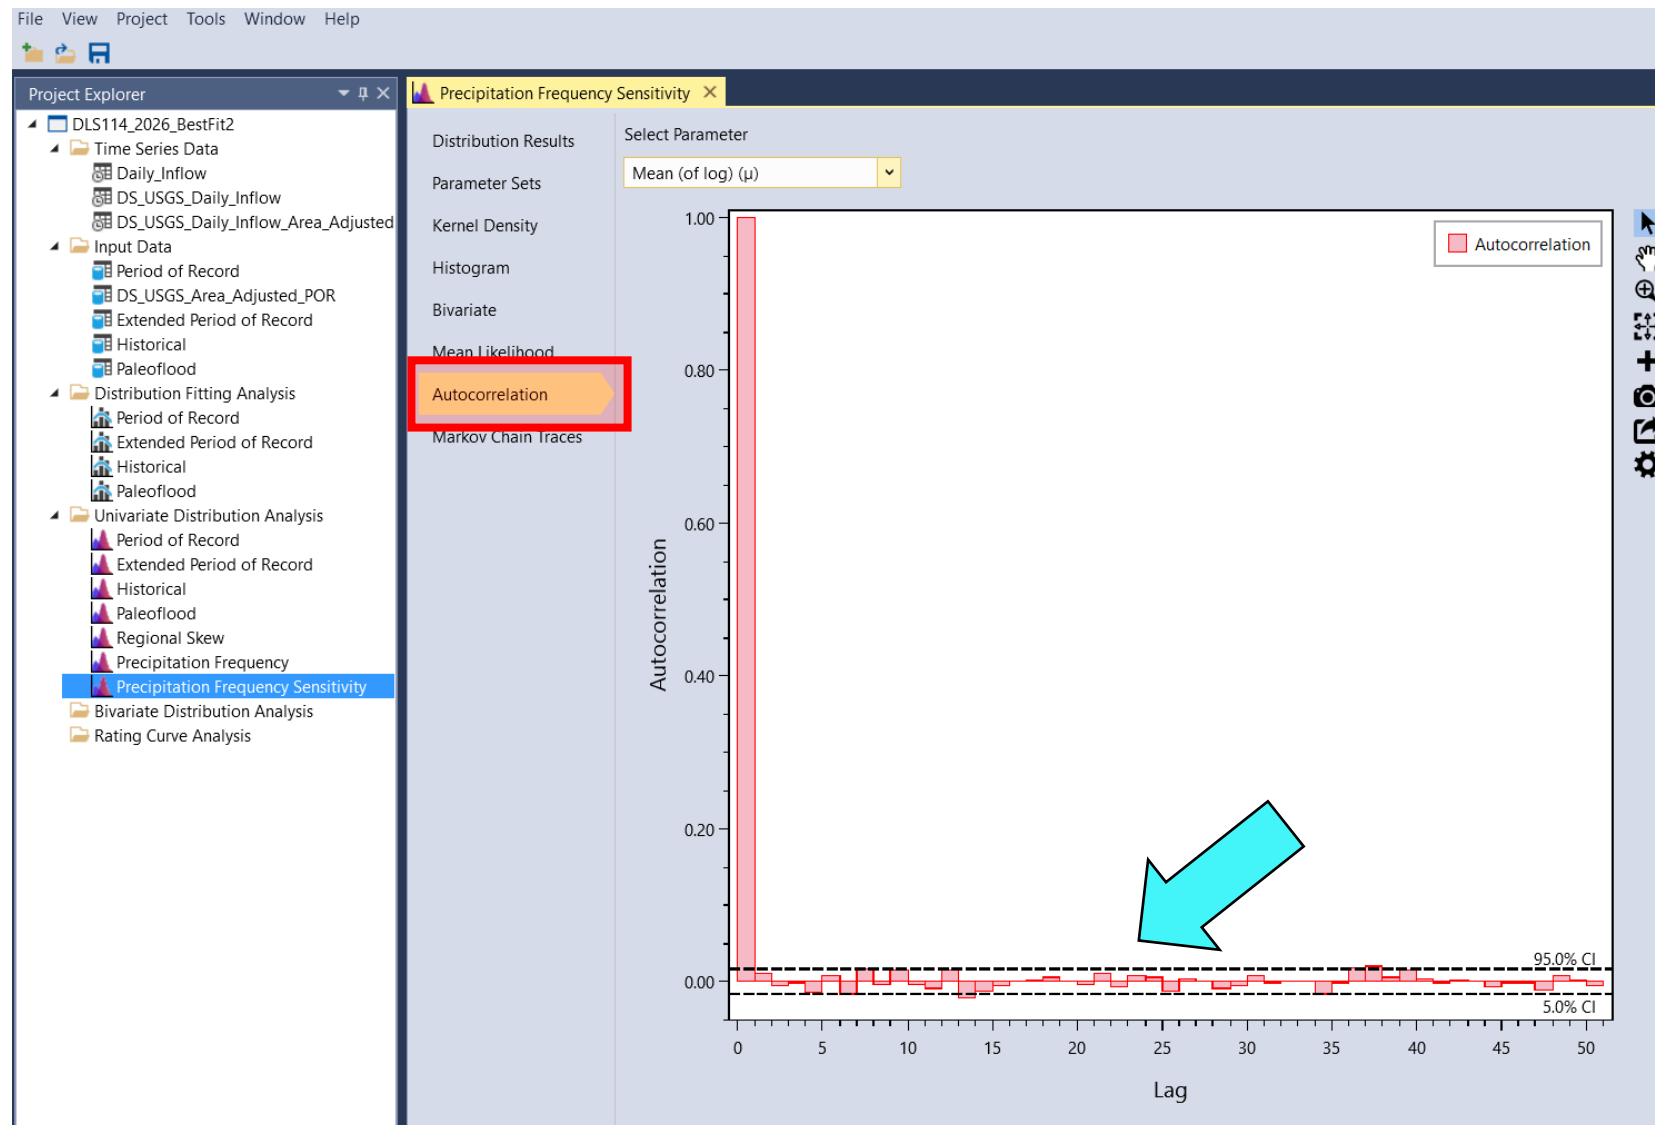 File View Project Tools Window Help
Project Explorer
DLS114_2026_BestFit2
Time Series Data
Daily_Inflow
DS_USGS_Daily_Inflow
DS_USGS_Daily_Inflow_Area_Adjusted
Input Data
Period of Record
DS_USGS_Area_Adjusted_POR
Extended Period of Record
Historical
Paleoflood
Distribution Fitting Analysis
Period of Record
Extended Period of Record
Historical
Paleoflood
Univariate Distribution Analysis
Period of Record
Extended Period of Record
Historical
Paleoflood
Regional Skew
Precipitation Frequency
Precipitation Frequency Sensitivity
Bivariate Distribution Analysis
Rating Curve Analysis
Precipitation Frequency Sensitivity
Distribution Results
Parameter Sets
Kernel Density
Histogram
Bivariate
Mean Likelihood
Autocorrelation
Markov Chain Traces
Select Parameter
Mean (of log) (µ)
Autocorrelation
1.00
0.80
0.60
0.40
0.20
0.00
Autocorrelation
95.0% CI
5.0% CI
0 5 10 15 20 25 30 35 40 45 50
Lag